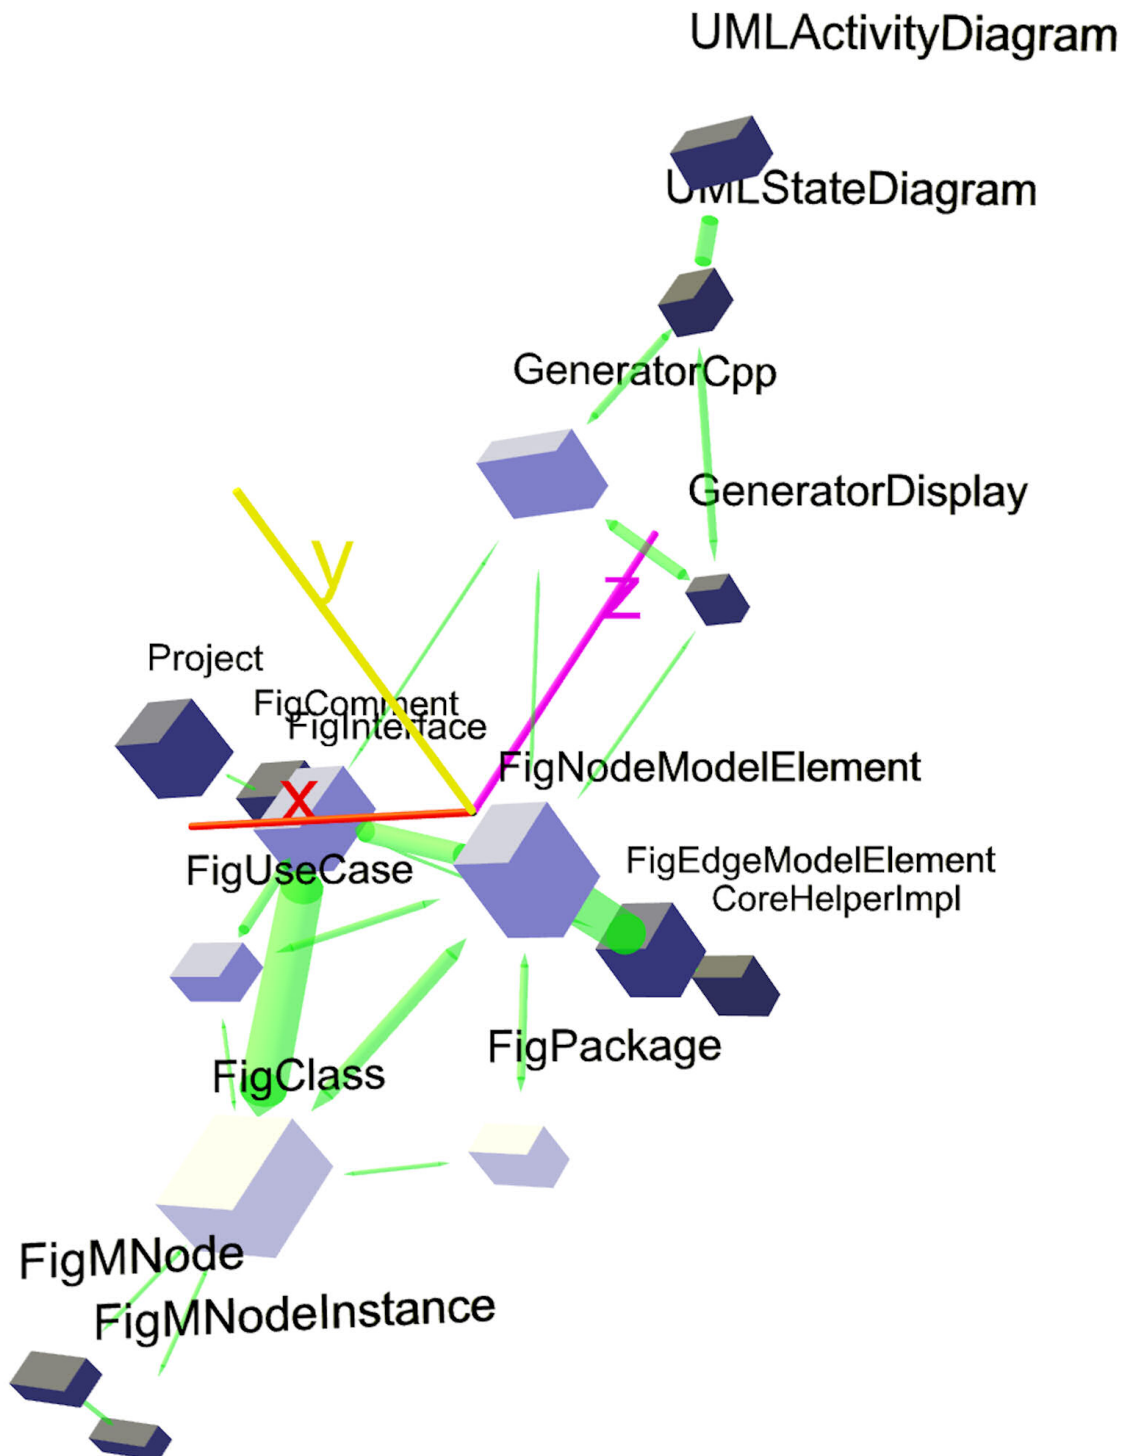 UMLActivityDiagram
UMLStateDiagram
GeneratorCpp
GeneratorDisplay
y
z
Project
FigComment
FigInterface
FigNodeModelElement
x
FigUseCase
FigEdgeModelElement
CoreHelperImpl
FigPackage
FigClass
FigMNode
FigMNodeInstance